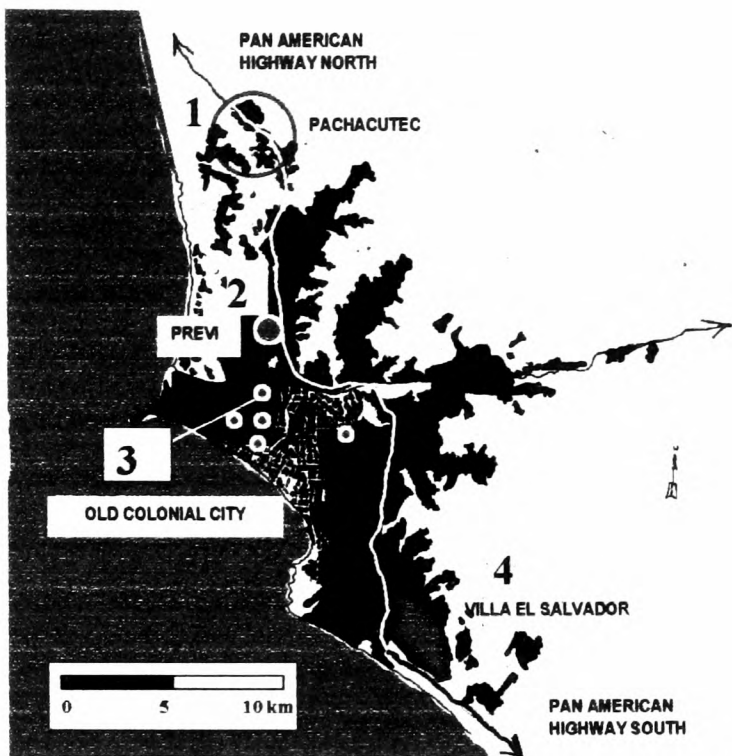 PAN AMERICAN
HIGHWAY NORTH
1
PACHACUTEC
2
PREVI
3
OLD COLONIAL CITY
4
VILLA EL SALVADOR
0 5 10 km
PAN AMERICAN
HIGHWAY SOUTH